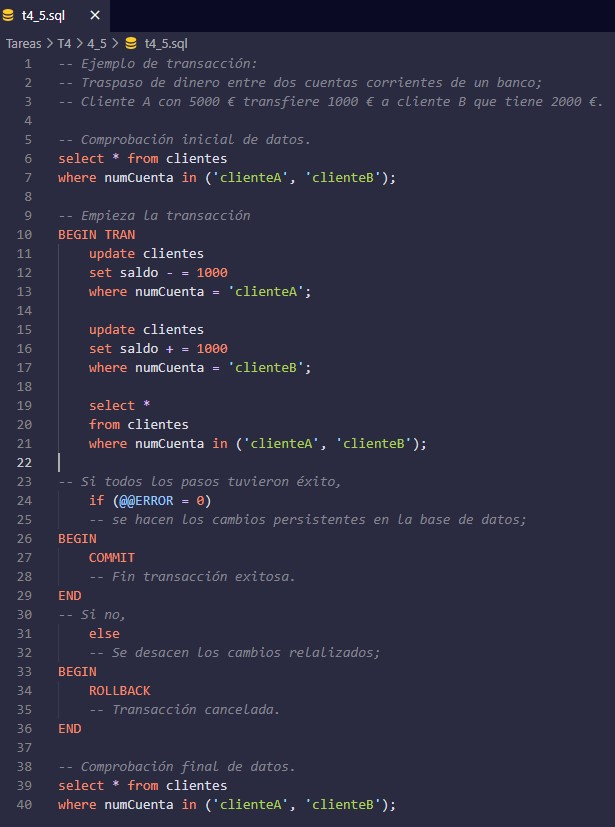 t4_5.sql ×
Tareas > T4 > 4_5 > t4_5.sql
1 -- Ejemplo de transacción:
2 -- Traspaso de dinero entre dos cuentas corrientes de un banco;
3 -- Cliente A con 5000 € transfiere 1000 € a cliente B que tiene 2000 €.
4
5 -- Comprobación inicial de datos.
6 select * from clientes
7 where numCuenta in ('clienteA', 'clienteB');
8
9 -- Empieza la transacción
10 BEGIN TRAN
11 update clientes
12 set saldo - = 1000
13 where numCuenta = 'clienteA';
14
15 update clientes
16 set saldo + = 1000
17 where numCuenta = 'clienteB';
18
19 select *
20 from clientes
21 where numCuenta in ('clienteA', 'clienteB');
22
23 -- Si todos los pasos tuvieron éxito,
24 if (@@ERROR = 0)
25 -- se hacen los cambios persistentes en la base de datos;
26 BEGIN
27 COMMIT
28 -- Fin transacción exitosa.
29 END
30 -- Si no,
31 else
32 -- Se desacen los cambios relalizados;
33 BEGIN
34 ROLLBACK
35 -- Transacción cancelada.
36 END
37
38 -- Comprobación final de datos.
39 select * from clientes
40 where numCuenta in ('clienteA', 'clienteB');